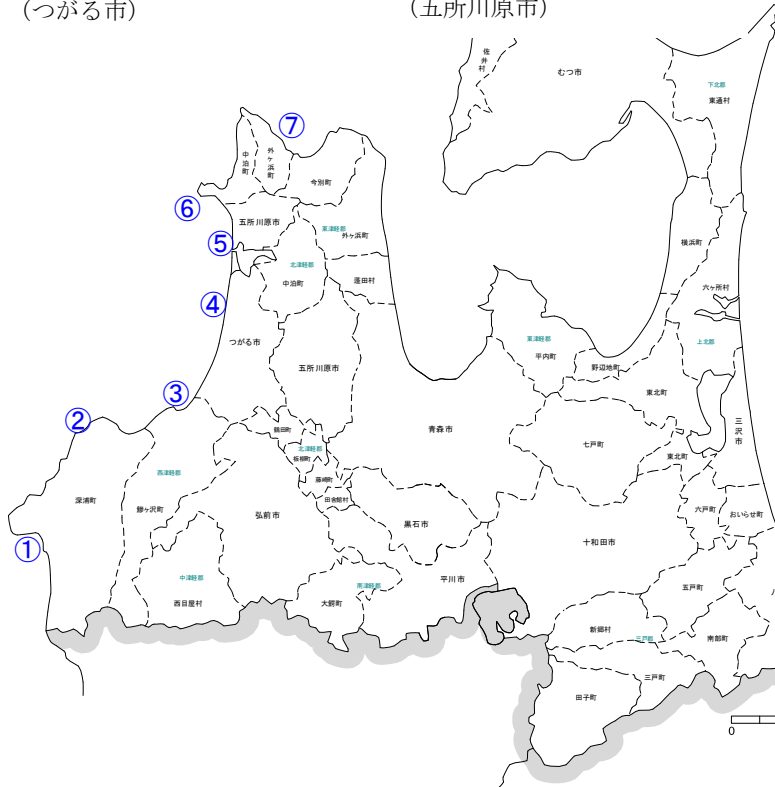 (つがる市)
(五所川原市)
佐井村
むつ市
下北郡
東通村
⑦
中泊町
外ヶ浜町
今別町
⑥
五所川原市
東津軽郡
外ヶ浜町
横浜町
⑤
北津軽郡
中泊町
蓬田村
六ヶ所村
④
つがる市
東津軽郡
平内町
上北郡
五所川原市
野辺地町
③
東北町
②
鶴田町
青森市
七戸町
三沢市
北津軽郡
板柳町
東北町
西津軽郡
藤崎町
深浦町
鰺ヶ沢町
田舎館村
弘前市
黒石市
六戸町
おいらせ町
①
十和田市
中津軽郡
西目屋村
南津軽郡
平川市
大鰐町
五戸町
新郷村
三戸郡
南部町
田子町
三戸町
0